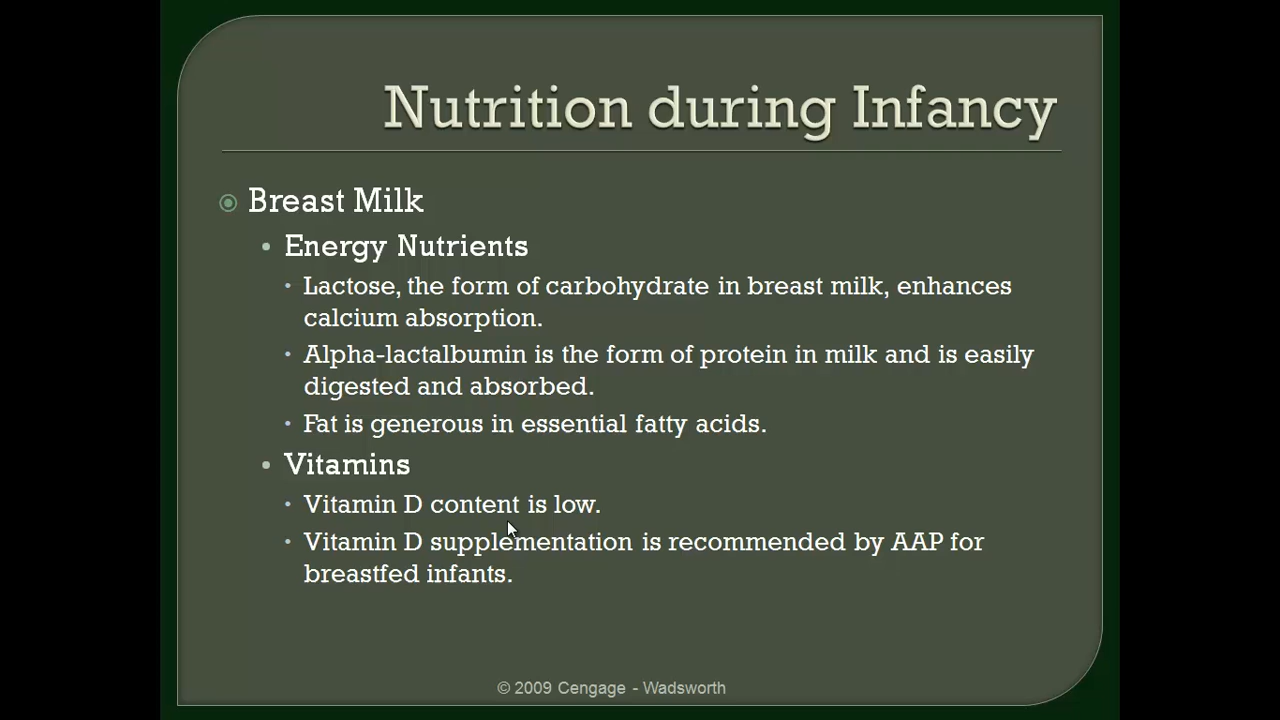 Nutrition during Infancy
Breast Milk
Energy Nutrients
Lactose, the form of carbohydrate in breast milk, enhances
calcium absorption.
Alpha-lactalbumin is the form of protein in milk and is easily
digested and absorbed.
Fat is generous in essential fatty acids.
Vitamins
Vitamin D content is low.
Vitamin D supplementation is recommended by AAP for
breastfed infants.
© 2009 Cengage - Wadsworth